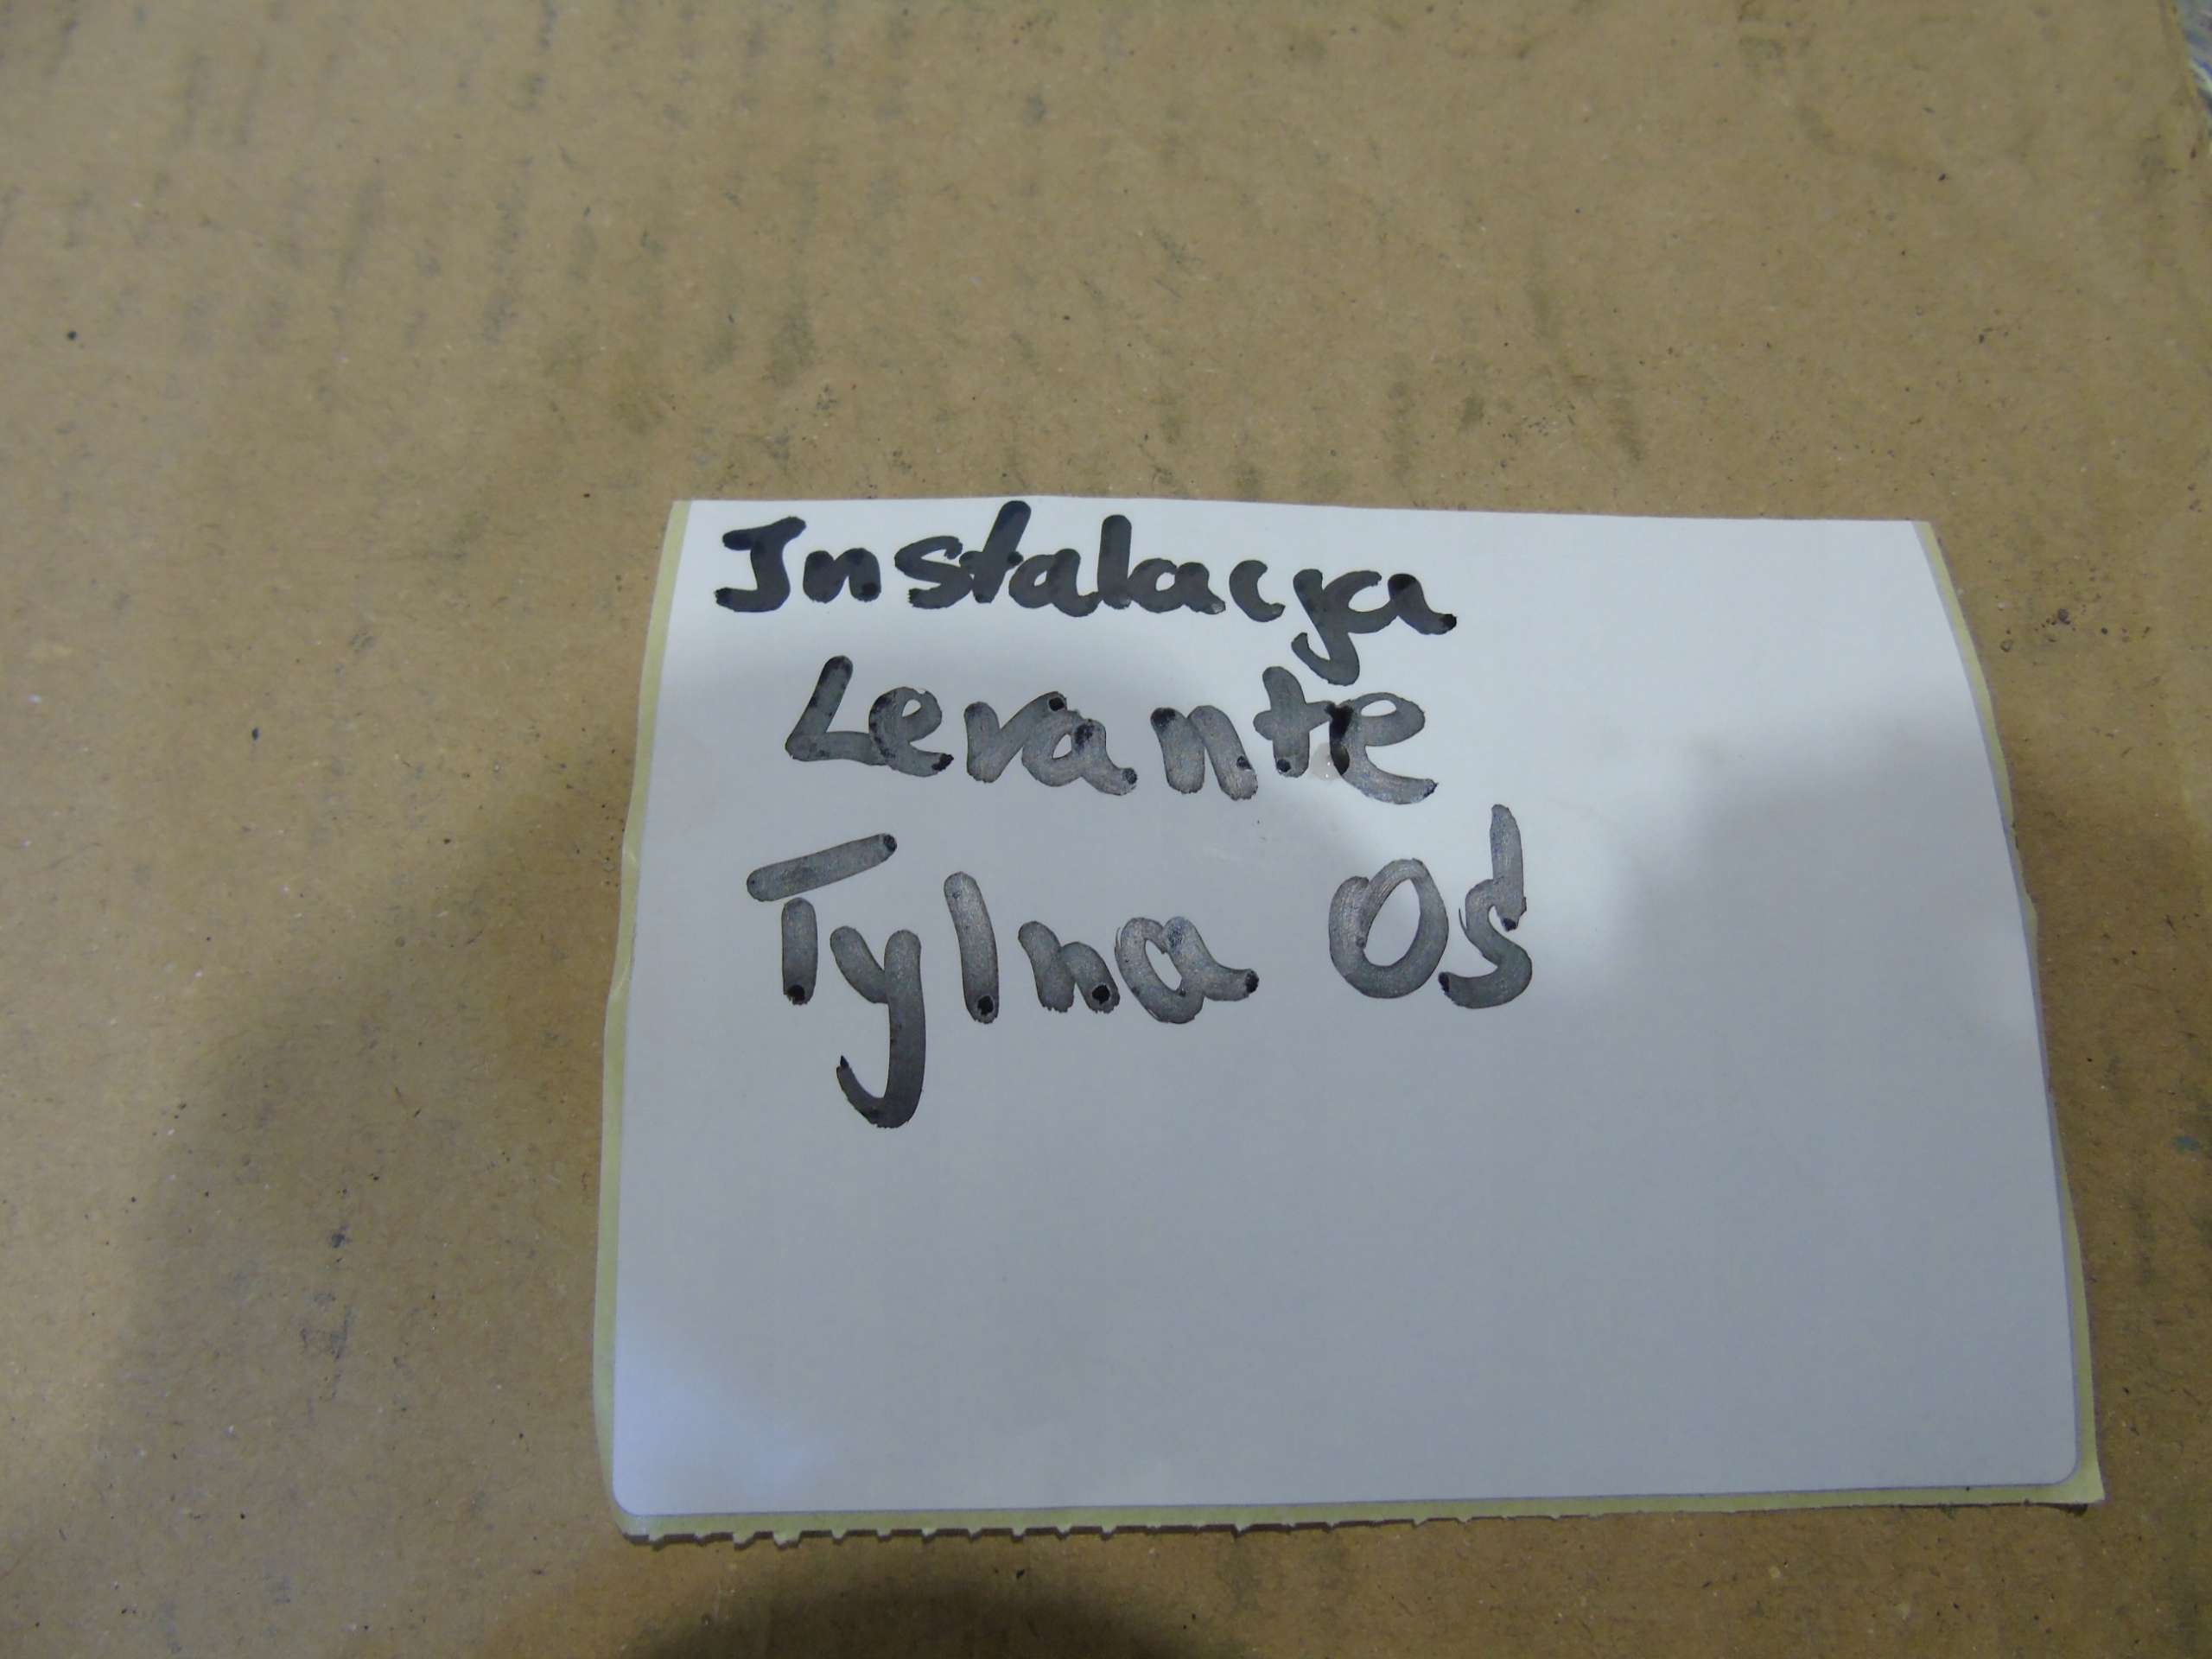 Instalacja
Levante
Tylna Oś